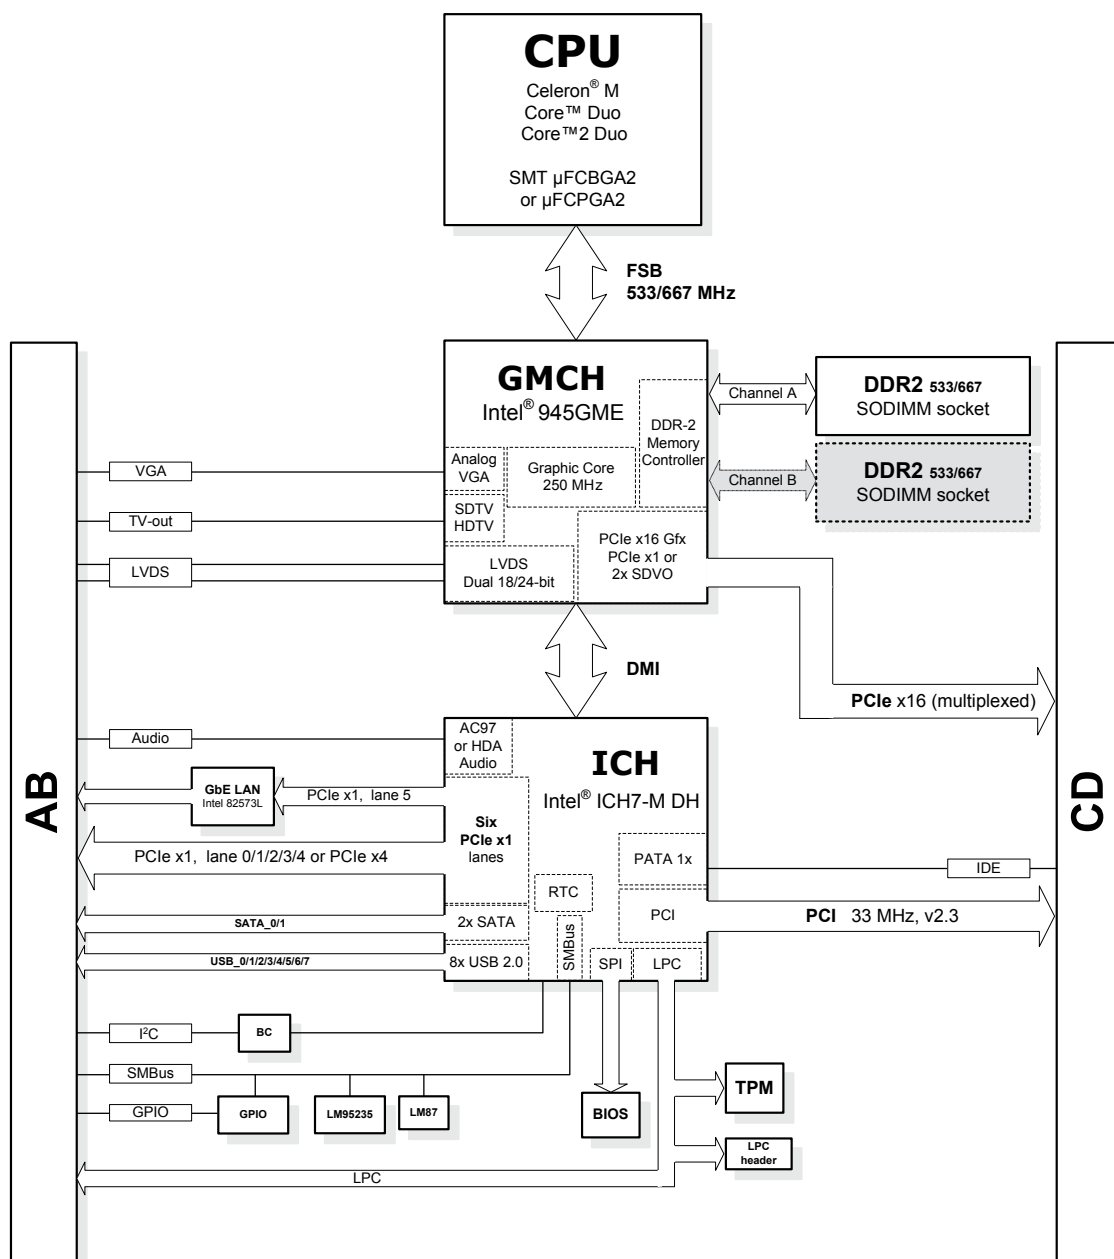 CPU
Celeron® M
Core™ Duo
Core™2 Duo
SMT µFCBGA2
or µFCPGA2
FSB
533/667 MHz
GMCH
Intel® 945GME
DDR-2
Memory
Controller
Analog
VGA
Graphic Core
250 MHz
SDTV
HDTV
PCIe x16 Gfx
PCIe x1 or
2x SDVO
LVDS
Dual 18/24-bit
Channel A
DDR2 533/667
SODIMM socket
Channel B
DDR2 533/667
SODIMM socket
VGA
TV-out
LVDS
DMI
PCIe x16 (multiplexed)
AB
CD
Audio
AC97
or HDA
Audio
ICH
Intel® ICH7-M DH
GbE LAN
Intel 82573L
PCIe x1, lane 5
Six
PCIe x1
lanes
PCIe x1, lane 0/1/2/3/4 or PCIe x4
PATA 1x
IDE
RTC
SATA_0/1
2x SATA
PCI
PCI 33 MHz, v2.3
USB_0/1/2/3/4/5/6/7
8x USB 2.0
SMBus
SPI
LPC
I²C
BC
SMBus
GPIO
GPIO
LM95235
LM87
BIOS
TPM
LPC
header
LPC